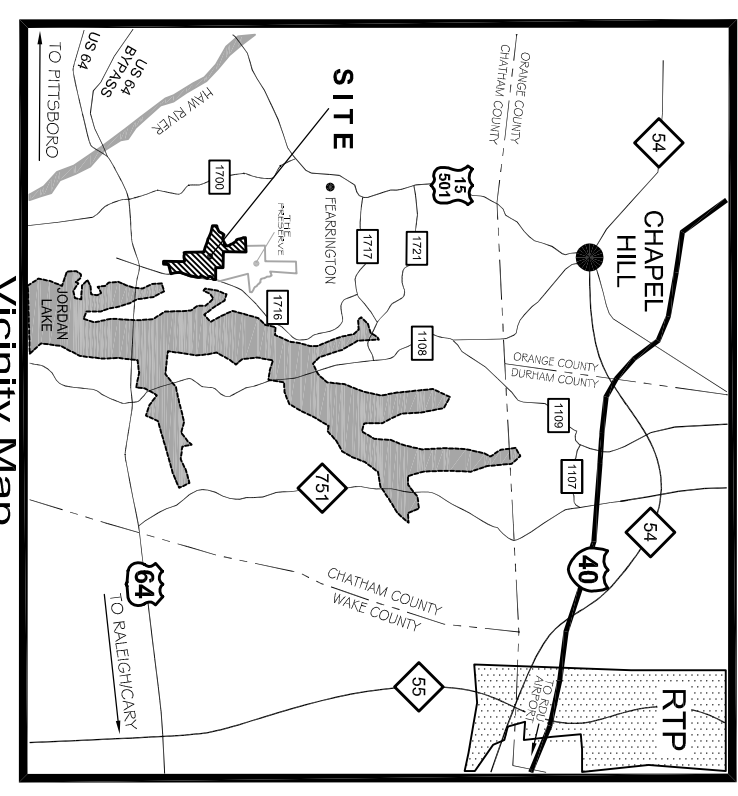 US 64
US 64
BYPASS
TO PITTSBORO
HAW RIVER
SITE
ORANGE COUNTY
CHATHAM COUNTY
54
1700
15
501
FEARRINGTON
THE
PRESERVE
1717
1721
CHAPEL
HILL
JORDAN
LAKE
1716
1108
ORANGE COUNTY
DURHAM COUNTY
1109
1107
751
54
40
64
CHATHAM COUNTY
WAKE COUNTY
TO RALEIGH/CARY
55
TO RDU
AIRPORT
RTP
Vicinity Map